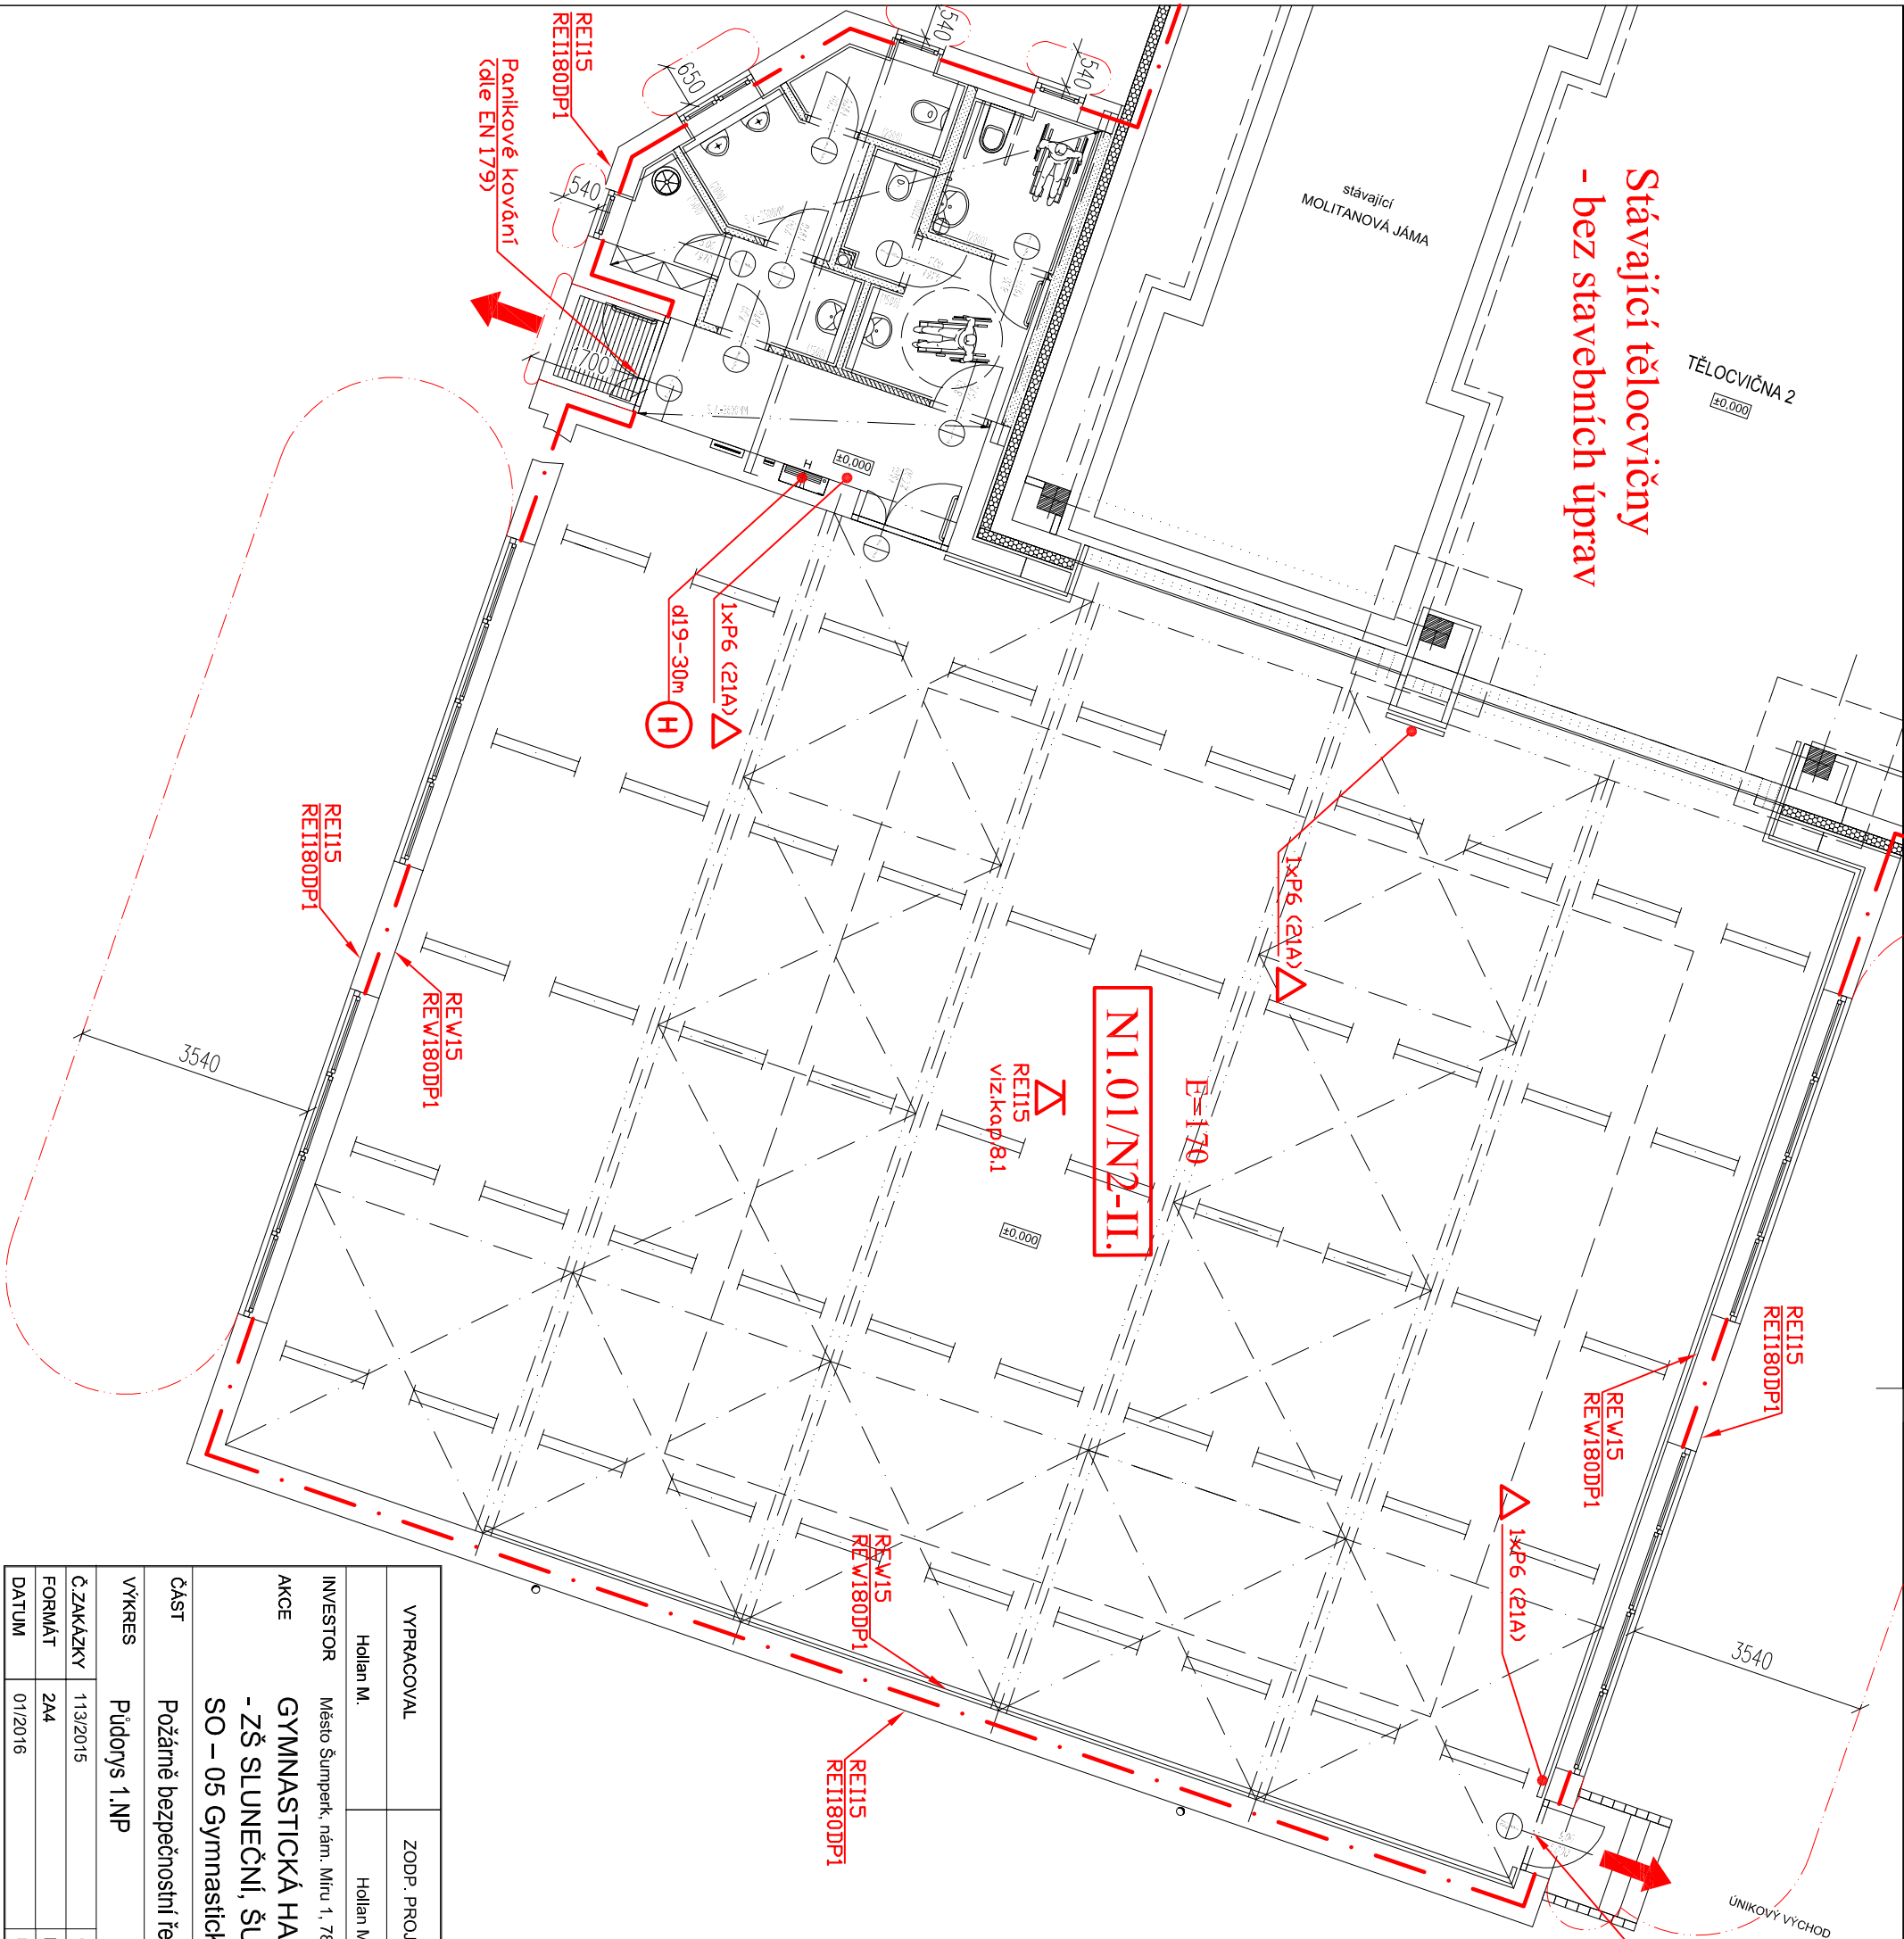 Stávající tělocvičny
- bez stavebních úprav
TĚLOCVIČNA 2
±0,000
stávající
MOLITANOVÁ JÁMA
540
540
650
540
1700
REI15
REI180DP1
Panikové kování
(dle EN 179)
±0,000
H
1xP6 (21A)
d19-30m
H
1xP6 (21A)
REI15
REI180DP1
REW15
REW180DP1
3540
E=170
N1.01/N2-II.
REI15
viz.kap.8.1
±0,000
REI15
REI180DP1
REW15
REW180DP1
1xP6 (21A)
3540
REW15
REW180DP1
REI15
REI180DP1
ÚNIKOVÝ VÝCHOD
VYPRACOVAL
ZODP. PROJ
Hollan M.
Hollan M
INVESTOR
Město Šumperk, nám. Míru 1, 78
AKCE
GYMNASTICKÁ HA
- ZŠ SLUNEČNÍ, ŠU
SO – 05 Gymnastick
ČÁST
Požárně bezpečnostní ře
VÝKRES
Půdorys 1.NP
Č.ZAKÁZKY
113/2015
FORMÁT
2A4
DATUM
01/2016